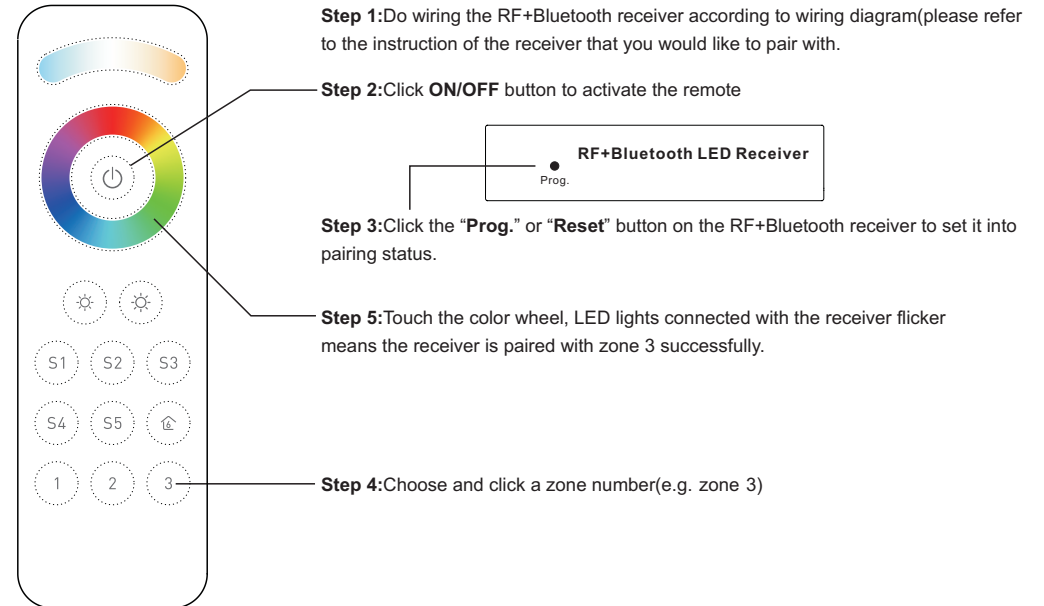 Step 1:Do wiring the RF+Bluetooth receiver according to wiring diagram(please refer
to the instruction of the receiver that you would like to pair with.
Step 2:Click ON/OFF button to activate the remote
RF+Bluetooth LED Receiver
Prog.
Step 3:Click the “Prog.” or “Reset” button on the RF+Bluetooth receiver to set it into
pairing status.
Step 5:Touch the color wheel, LED lights connected with the receiver flicker
means the receiver is paired with zone 3 successfully.
S1 S2 S3
S4 S5 6
1 2 3
Step 4:Choose and click a zone number(e.g. zone 3)